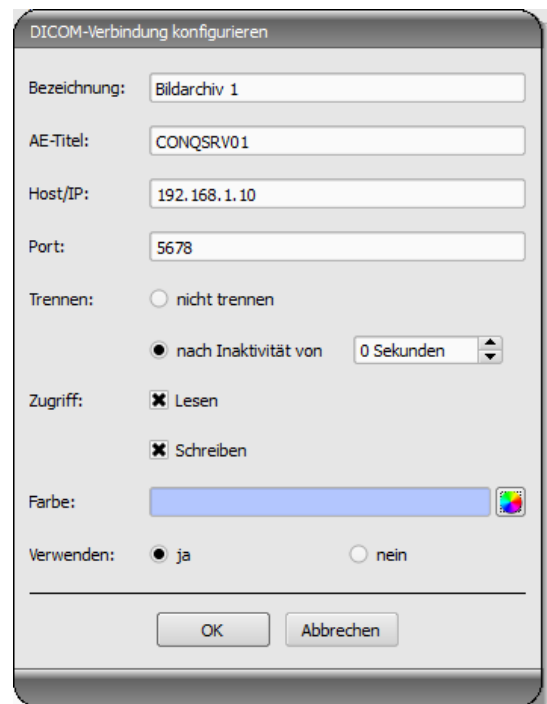 DICOM-Verbindung konfigurieren
Bezeichnung: Bildarchiv 1
AE-Titel: CONQSRV01
Host/IP: 192.168.1.10
Port: 5678
Trennen: nicht trennen
nach Inaktivität von 0 Sekunden
Zugriff: Lesen
Schreiben
Farbe:
Verwenden: ja nein
OK Abbrechen